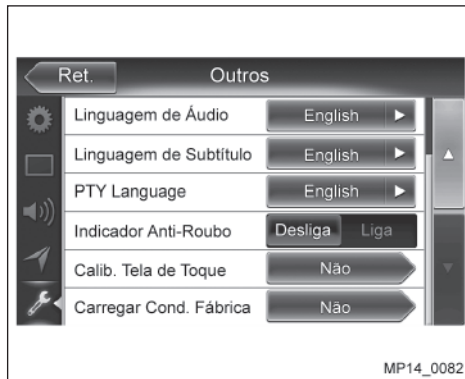 Ret. Outros
Linguagem de Áudio English
Linguagem de Subtítulo English
PTY Language English
Indicador Anti-Roubo Desliga Liga
Calib. Tela de Toque Não
Carregar Cond. Fábrica Não
MP14_0082